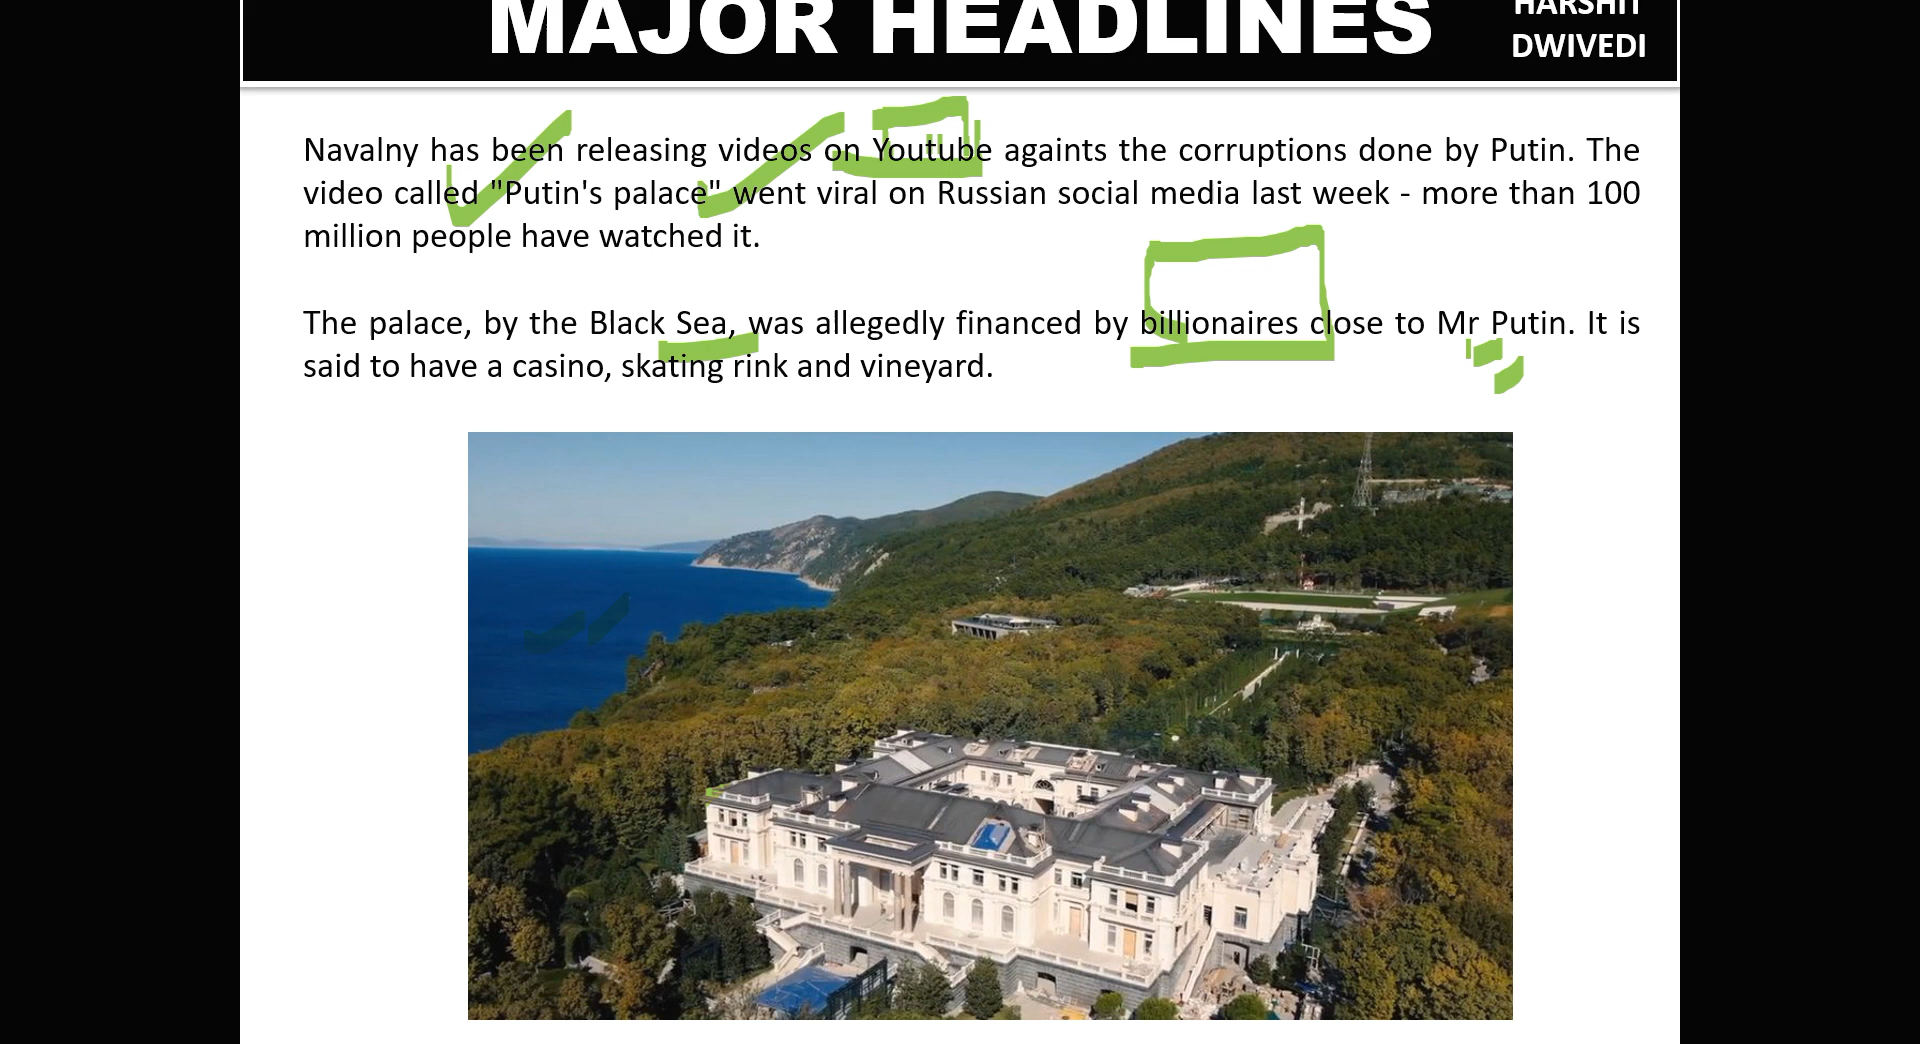 MAJOR HEADLINES
HARSHIT
DWIVEDI
Navalny has been releasing videos on Youtube againts the corruptions done by Putin. The
video called "Putin's palace" went viral on Russian social media last week - more than 100
million people have watched it.
The palace, by the Black Sea, was allegedly financed by billionaires close to Mr Putin. It is
said to have a casino, skating rink and vineyard.